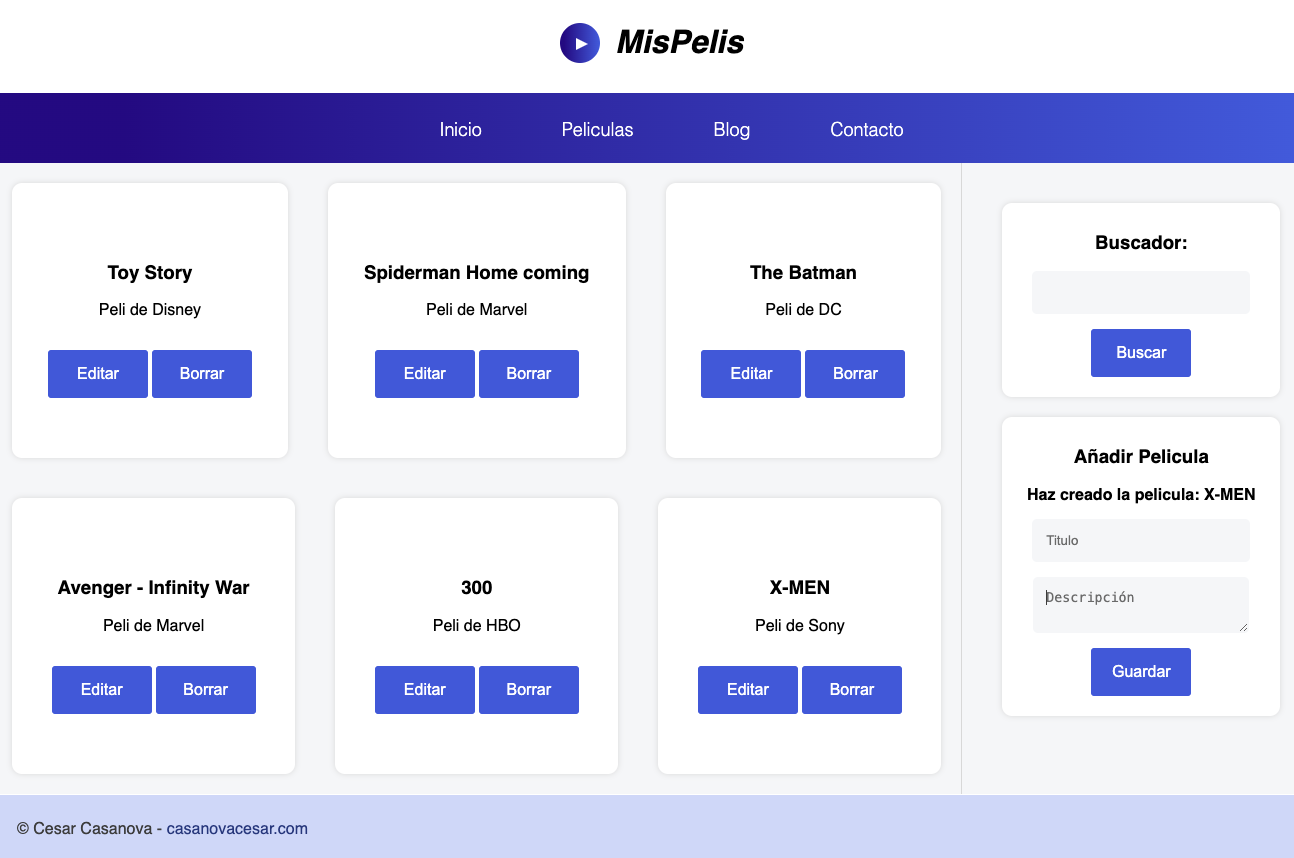 MisPelis
Inicio Peliculas Blog Contacto
Toy Story
Peli de Disney
Editar Borrar
Spiderman Home coming
Peli de Marvel
Editar Borrar
The Batman
Peli de DC
Editar Borrar
Avenger - Infinity War
Peli de Marvel
Editar Borrar
300
Peli de HBO
Editar Borrar
X-MEN
Peli de Sony
Editar Borrar
Buscador:
Buscar
Añadir Pelicula
Haz creado la pelicula: X-MEN
Titulo
Descripción
Guardar
© Cesar Casanova - casanovacesar.com